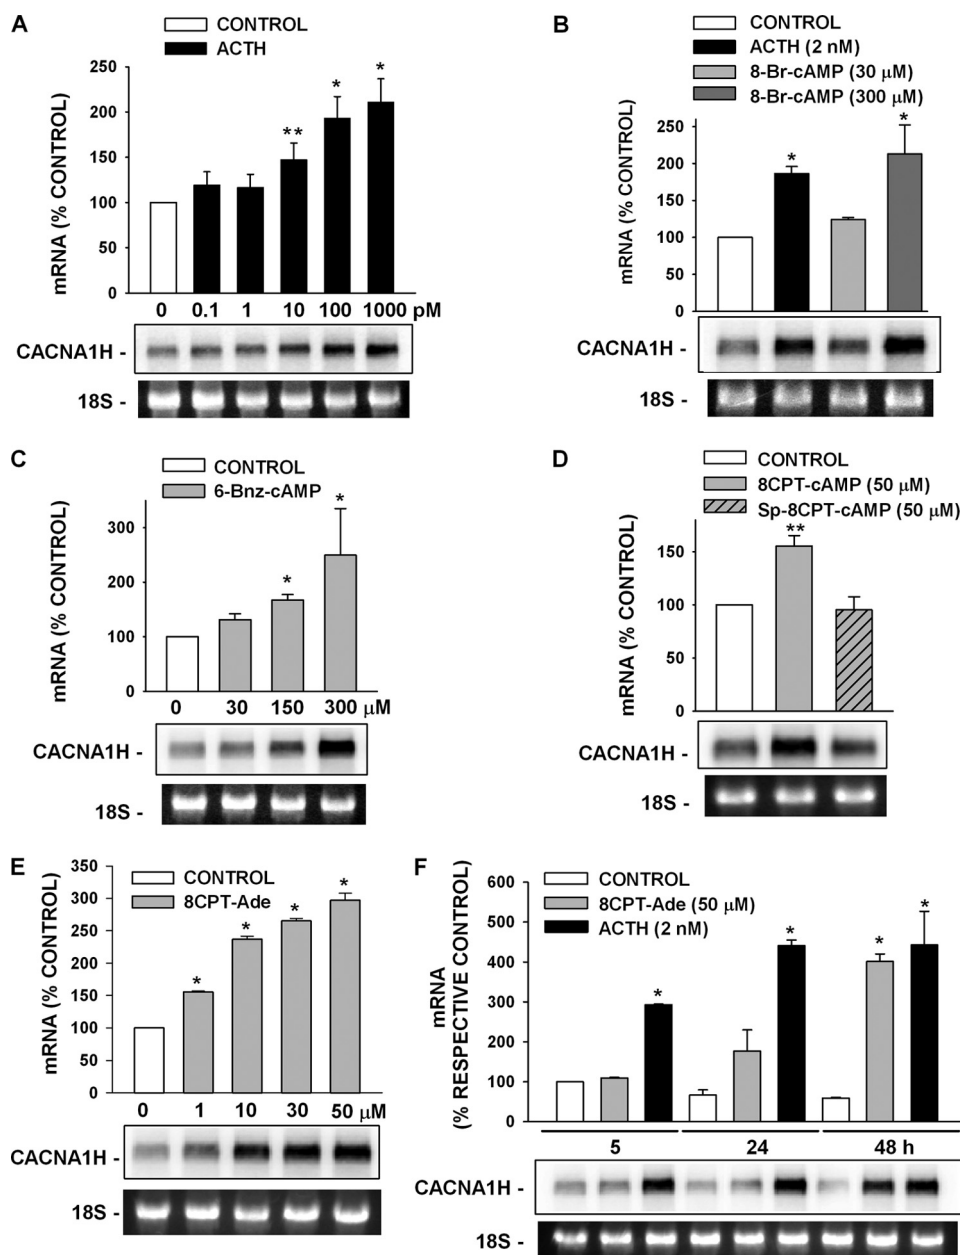 A
CONTROL
ACTH
mRNA (% CONTROL)
250
200
150
100
50
0
**
*
*
0 0.1 1 10 100 1000 pM
CACNA1H -
18S -
B
CONTROL
ACTH (2 nM)
8-Br-cAMP (30 μM)
8-Br-cAMP (300 μM)
mRNA (% CONTROL)
250
200
150
100
50
0
*
*
CACNA1H -
18S -
C
CONTROL
6-Bnz-cAMP
mRNA (% CONTROL)
300
200
100
0
*
*
0 30 150 300 μM
CACNA1H -
18S -
D
CONTROL
8CPT-cAMP (50 μM)
Sp-8CPT-cAMP (50 μM)
mRNA (% CONTROL)
150
100
50
0
**
CACNA1H -
18S -
E
CONTROL
8CPT-Ade
mRNA (% CONTROL)
350
300
250
200
150
100
50
0
*
*
*
*
0 1 10 30 50 μM
CACNA1H -
18S -
F
CONTROL
8CPT-Ade (50 μM)
ACTH (2 nM)
mRNA
(% RESPECTIVE CONTROL)
600
500
400
300
200
100
0
*
*
*
*
5 24 48 h
CACNA1H -
18S -